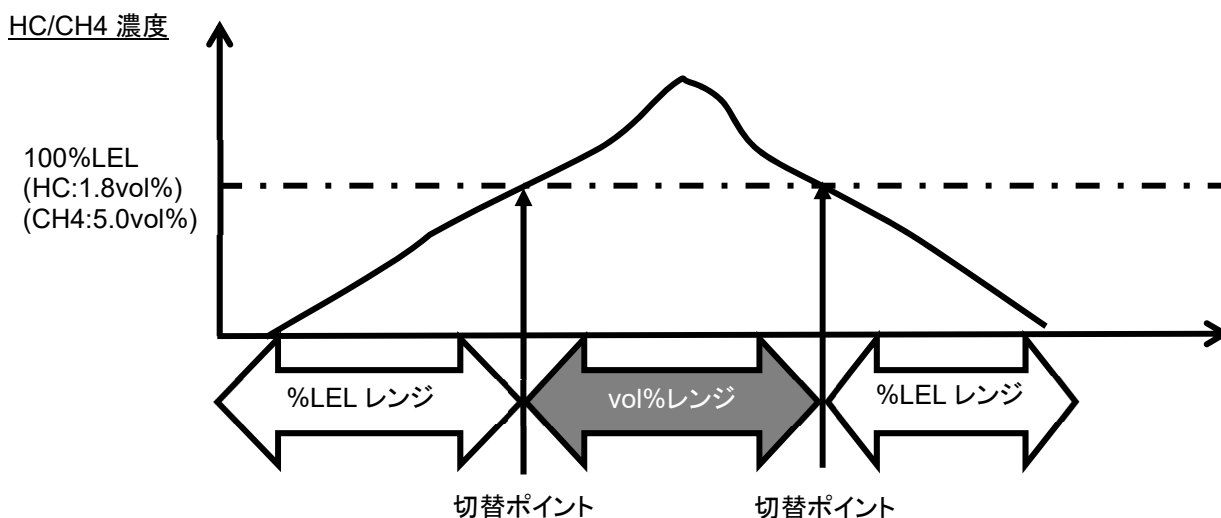 HC/CH4 濃度
100%LEL
(HC:1.8vol%)
(CH4:5.0vol%)
%LEL レンジ
vol%レンジ
%LEL レンジ
切替ポイント
切替ポイント